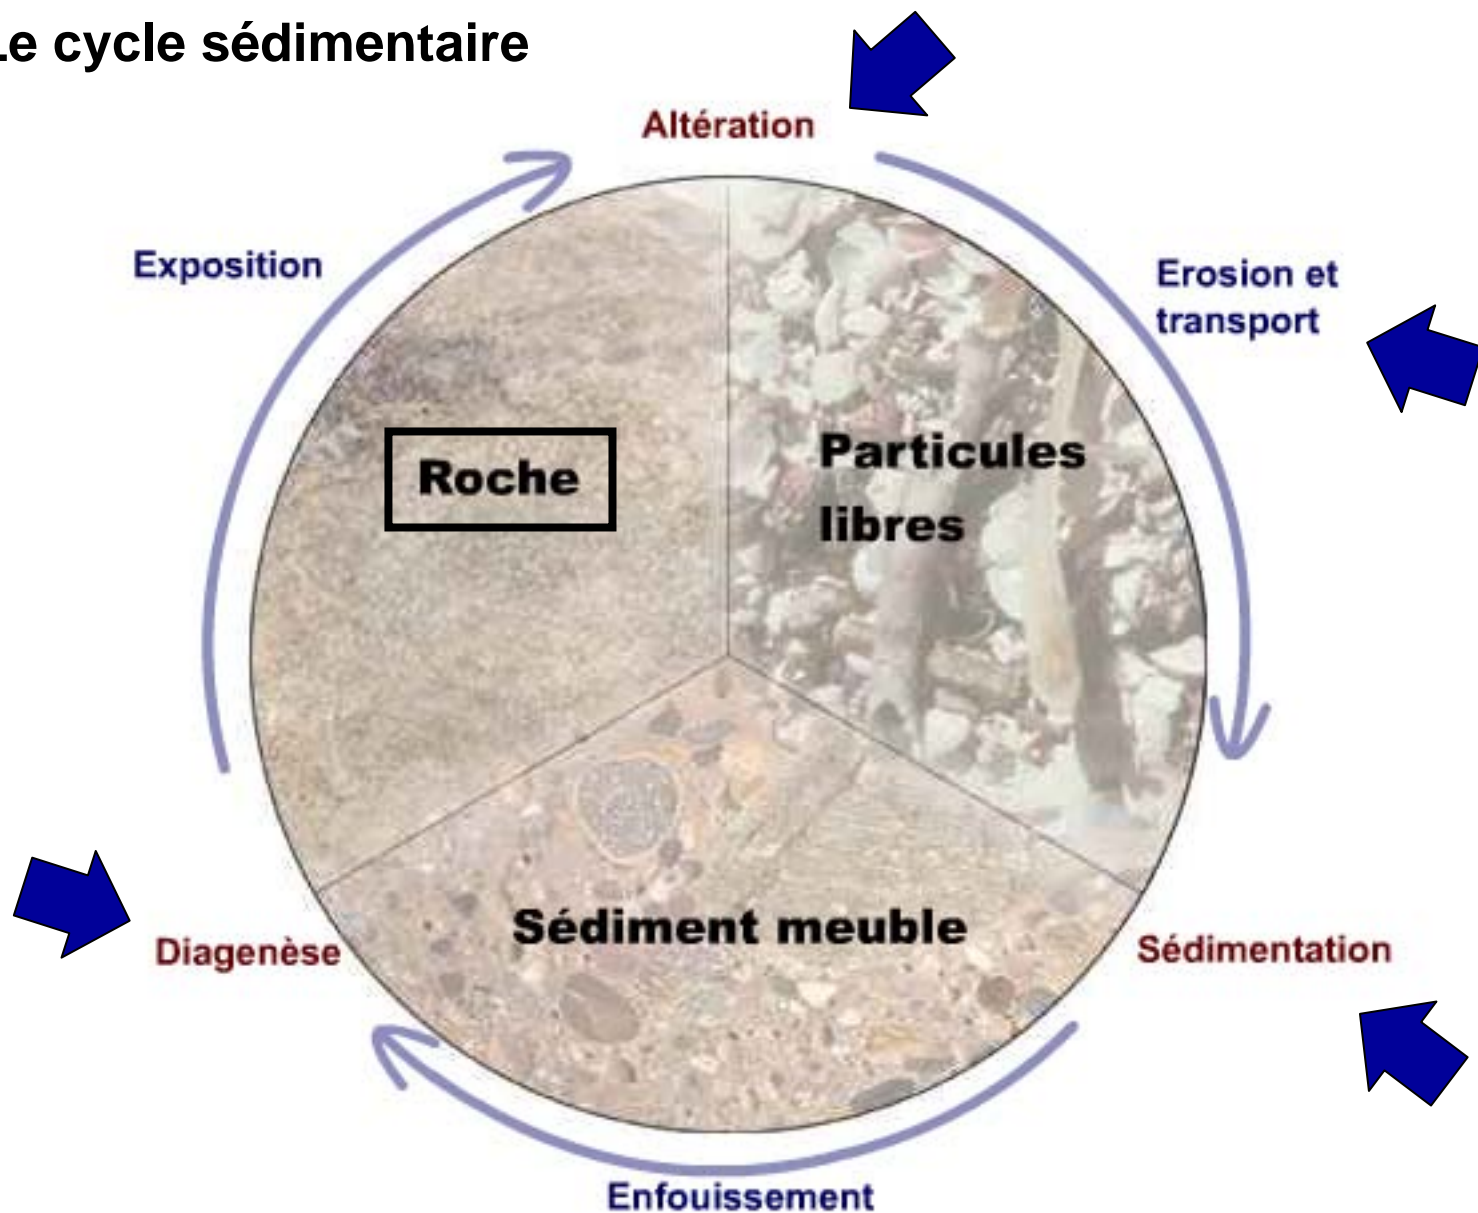 Le cycle sédimentaire
Altération
Exposition
Erosion et
transport
Roche
Particules
libres
Sédiment meuble
Diagenèse
Sédimentation
Enfouissement